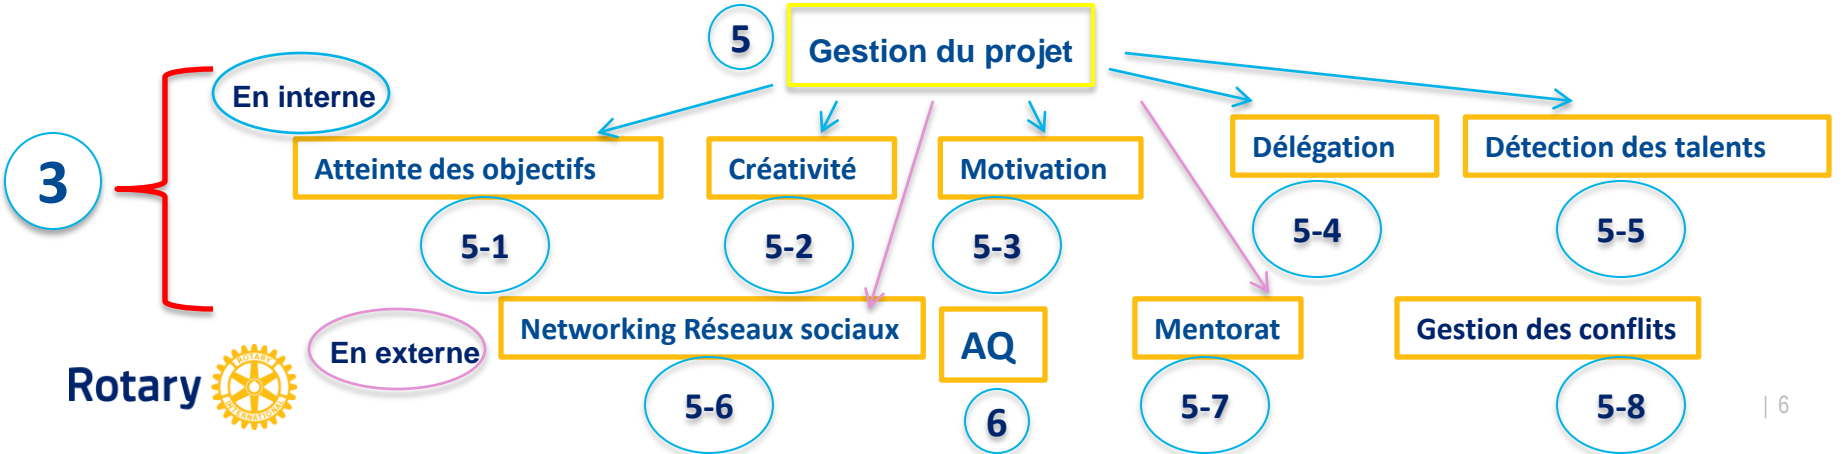 5
Gestion du projet
En interne
3
Atteinte des objectifs
Créativité
Motivation
Délégation
Détection des talents
5-1
5-2
5-3
5-4
5-5
En externe
Networking Réseaux sociaux
AQ
Mentorat
Gestion des conflits
5-6
6
5-7
5-8
Rotary
ROTARY
INTERNATIONAL
| 6